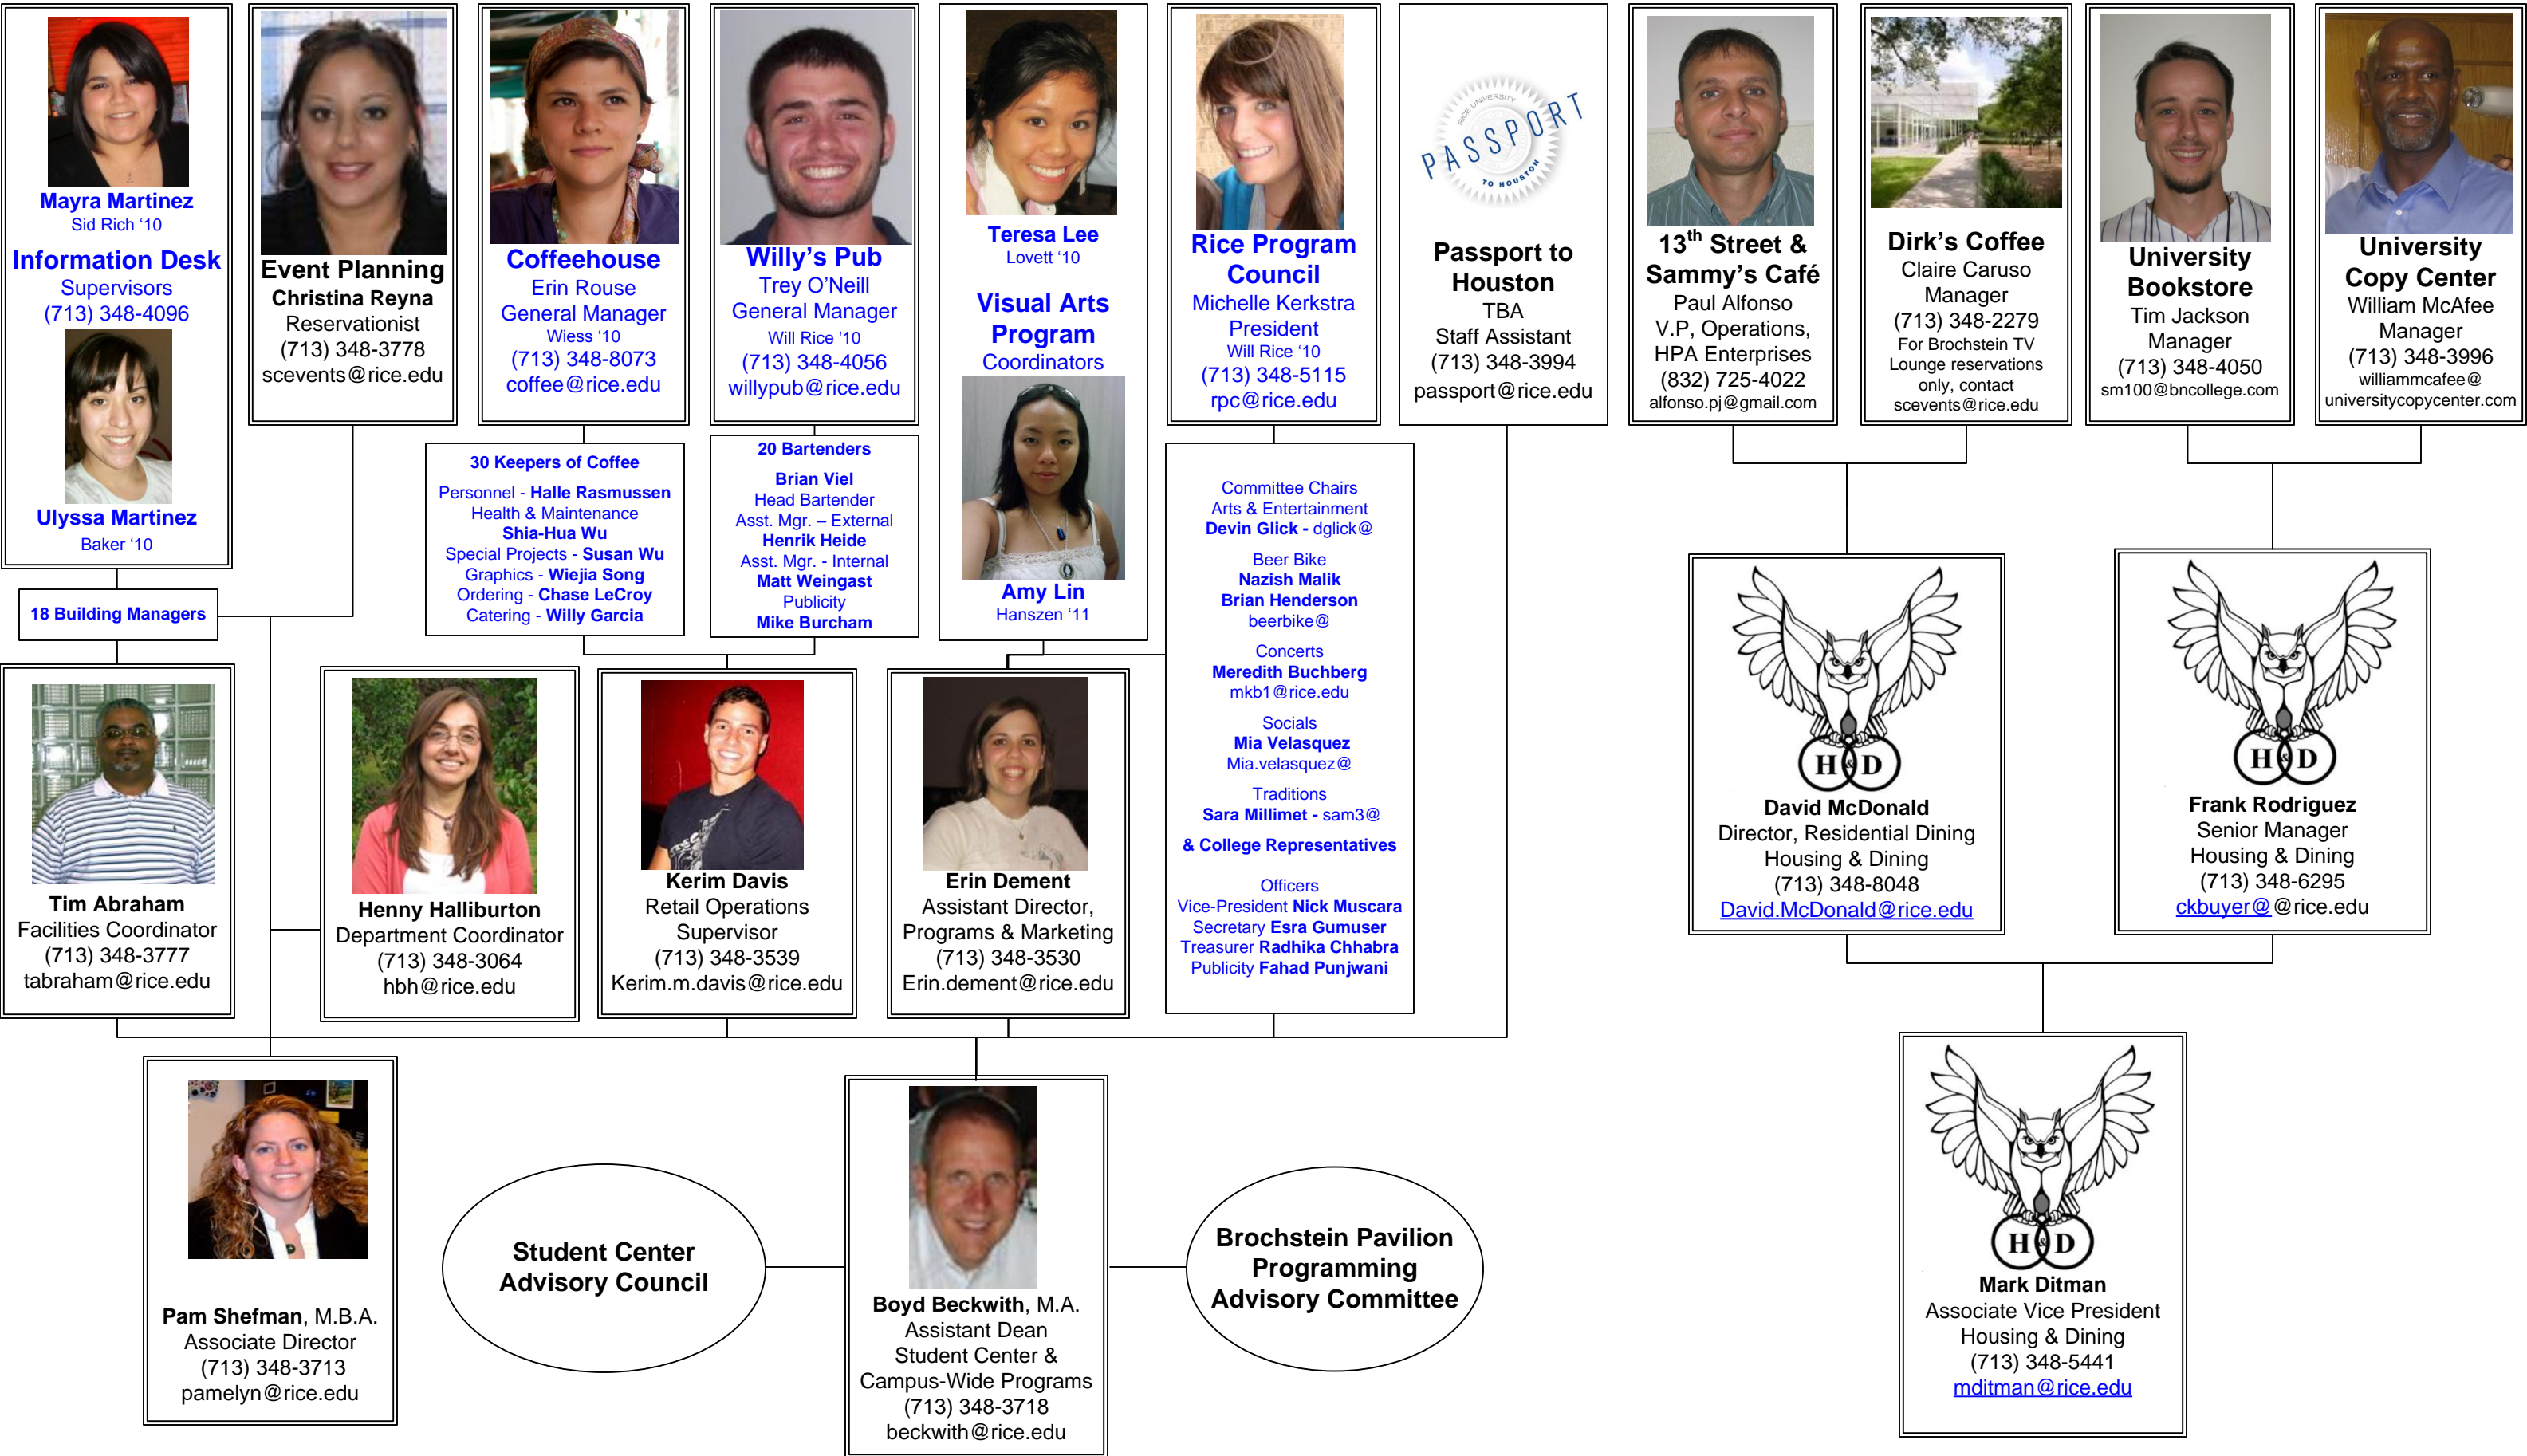 Mayra Martinez
Sid Rich ‘10
Information Desk
Supervisors
(713) 348-4096
Ulyssa Martinez
Baker ‘10
Event Planning
Christina Reyna
Reservationist
(713) 348-3778
scevents@rice.edu
Coffeehouse
Erin Rouse
General Manager
Wiess ‘10
(713) 348-8073
coffee@rice.edu
Willy’s Pub
Trey O’Neill
General Manager
Will Rice ’10
(713) 348-4056
willypub@rice.edu
Teresa Lee
Lovett ‘10
Visual Arts
Program
Coordinators
Amy Lin
Hanszen ‘11
Rice Program
Council
Michelle Kerkstra
President
Will Rice ‘10
(713) 348-5115
rpc@rice.edu
RICE UNIVERSITY
PASSPORT
TO HOUSTON
Passport to
Houston
TBA
Staff Assistant
(713) 348-3994
passport@rice.edu
13th Street &
Sammy’s Café
Paul Alfonso
V.P, Operations,
HPA Enterprises
(832) 725-4022
alfonso.pj@gmail.com
Dirk’s Coffee
Claire Caruso
Manager
(713) 348-2279
For Brochstein TV
Lounge reservations
only, contact
scevents@rice.edu
University
Bookstore
Tim Jackson
Manager
(713) 348-4050
sm100@bncollege.com
University
Copy Center
William McAfee
Manager
(713) 348-3996
williammcafee@
universitycopycenter.com
18 Building Managers
30 Keepers of Coffee
Personnel - Halle Rasmussen
Health & Maintenance
Shia-Hua Wu
Special Projects - Susan Wu
Graphics - Wiejia Song
Ordering - Chase LeCroy
Catering - Willy Garcia
20 Bartenders
Brian Viel
Head Bartender
Asst. Mgr. – External
Henrik Heide
Asst. Mgr. - Internal
Matt Weingast
Publicity
Mike Burcham
Committee Chairs
Arts & Entertainment
Devin Glick - dglick@
Beer Bike
Nazish Malik
Brian Henderson
beerbike@
Concerts
Meredith Buchberg
mkb1@rice.edu
Socials
Mia Velasquez
Mia.velasquez@
Traditions
Sara Millimet - sam3@
& College Representatives
Officers
Vice-President Nick Muscara
Secretary Esra Gumuser
Treasurer Radhika Chhabra
Publicity Fahad Punjwani
Tim Abraham
Facilities Coordinator
(713) 348-3777
tabraham@rice.edu
Henny Halliburton
Department Coordinator
(713) 348-3064
hbh@rice.edu
Kerim Davis
Retail Operations
Supervisor
(713) 348-3539
Kerim.m.davis@rice.edu
Erin Dement
Assistant Director,
Programs & Marketing
(713) 348-3530
Erin.dement@rice.edu
H&D
David McDonald
Director, Residential Dining
Housing & Dining
(713) 348-8048
David.McDonald@rice.edu
H&D
Frank Rodriguez
Senior Manager
Housing & Dining
(713) 348-6295
ckbuyer@@rice.edu
Pam Shefman, M.B.A.
Associate Director
(713) 348-3713
pamelyn@rice.edu
Student Center
Advisory Council
Boyd Beckwith, M.A.
Assistant Dean
Student Center &
Campus-Wide Programs
(713) 348-3718
beckwith@rice.edu
Brochstein Pavilion
Programming
Advisory Committee
H&D
Mark Ditman
Associate Vice President
Housing & Dining
(713) 348-5441
mditman@rice.edu